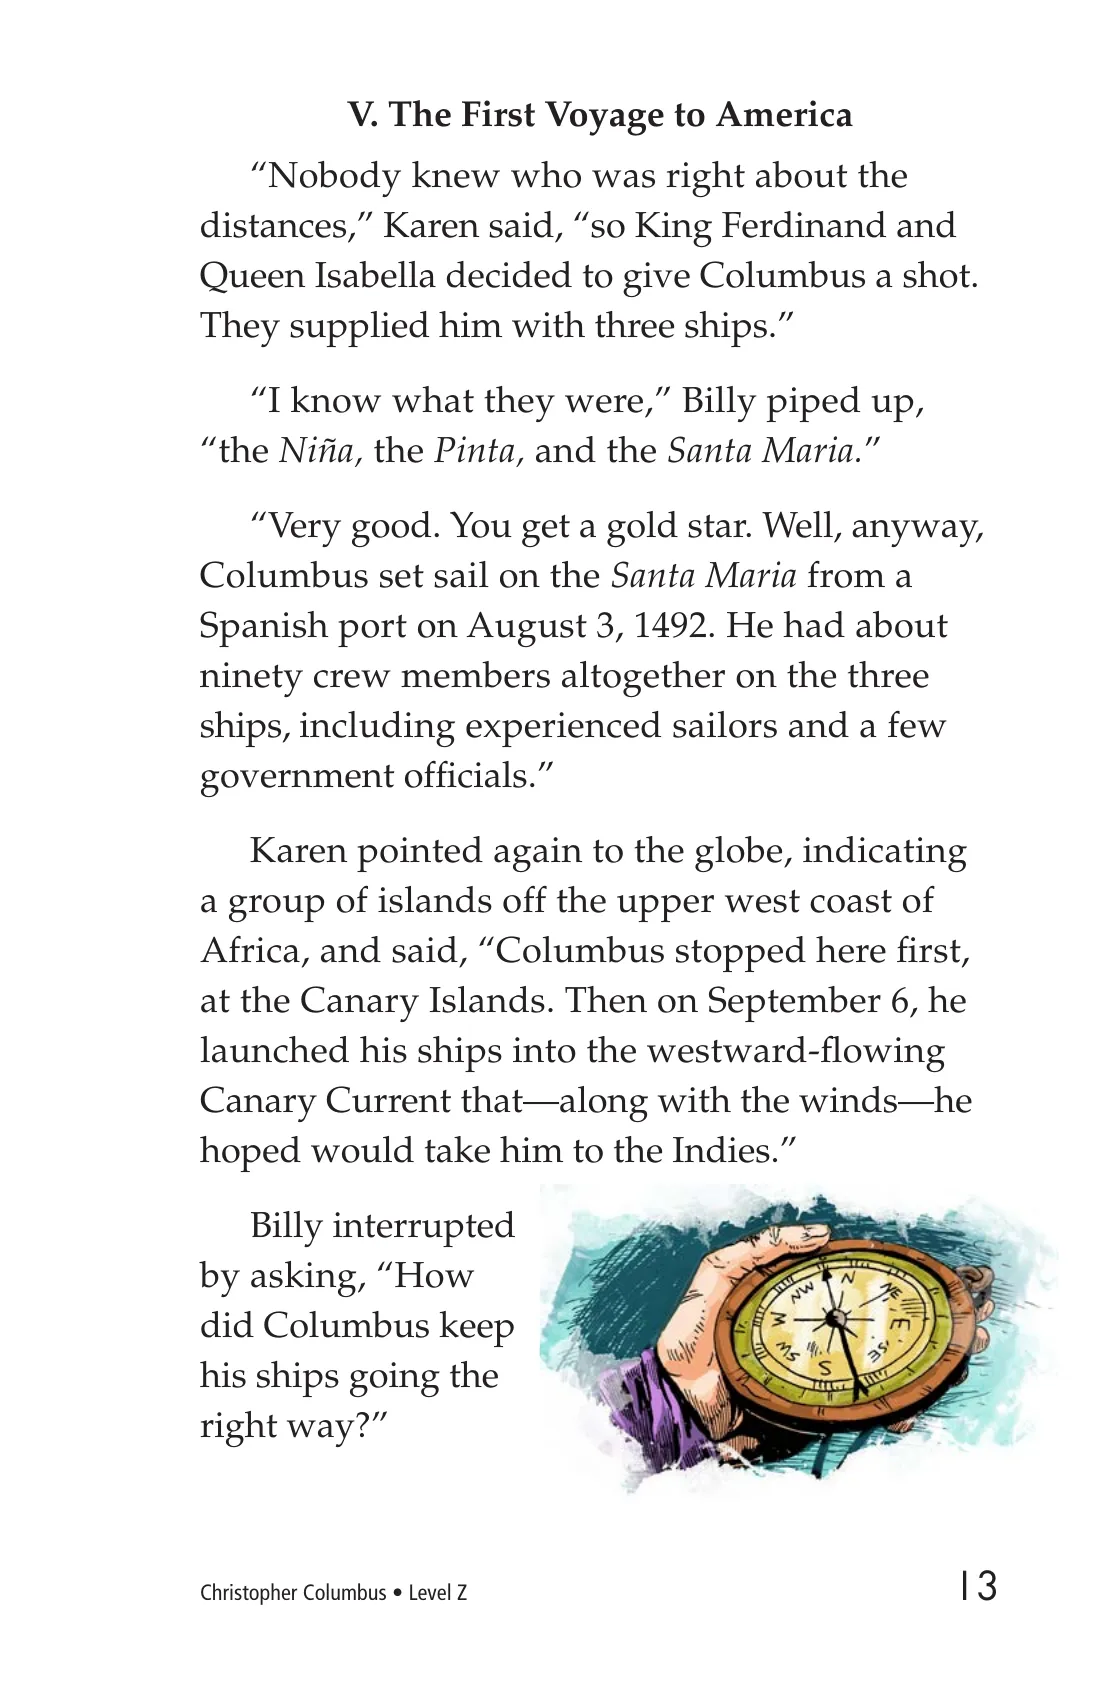 V. The First Voyage to America
“Nobody knew who was right about the
distances,” Karen said, “so King Ferdinand and
Queen Isabella decided to give Columbus a shot.
They supplied him with three ships.”
“I know what they were,” Billy piped up,
“the Niña, the Pinta, and the Santa Maria.”
“Very good. You get a gold star. Well, anyway,
Columbus set sail on the Santa Maria from a
Spanish port on August 3, 1492. He had about
ninety crew members altogether on the three
ships, including experienced sailors and a few
government officials.”
Karen pointed again to the globe, indicating
a group of islands off the upper west coast of
Africa, and said, “Columbus stopped here first,
at the Canary Islands. Then on September 6, he
launched his ships into the westward-flowing
Canary Current that—along with the winds—he
hoped would take him to the Indies.”
Billy interrupted
by asking, “How
did Columbus keep
his ships going the
right way?”
N
NE
E
SE
S
SW
W
NW
Christopher Columbus • Level Z
13